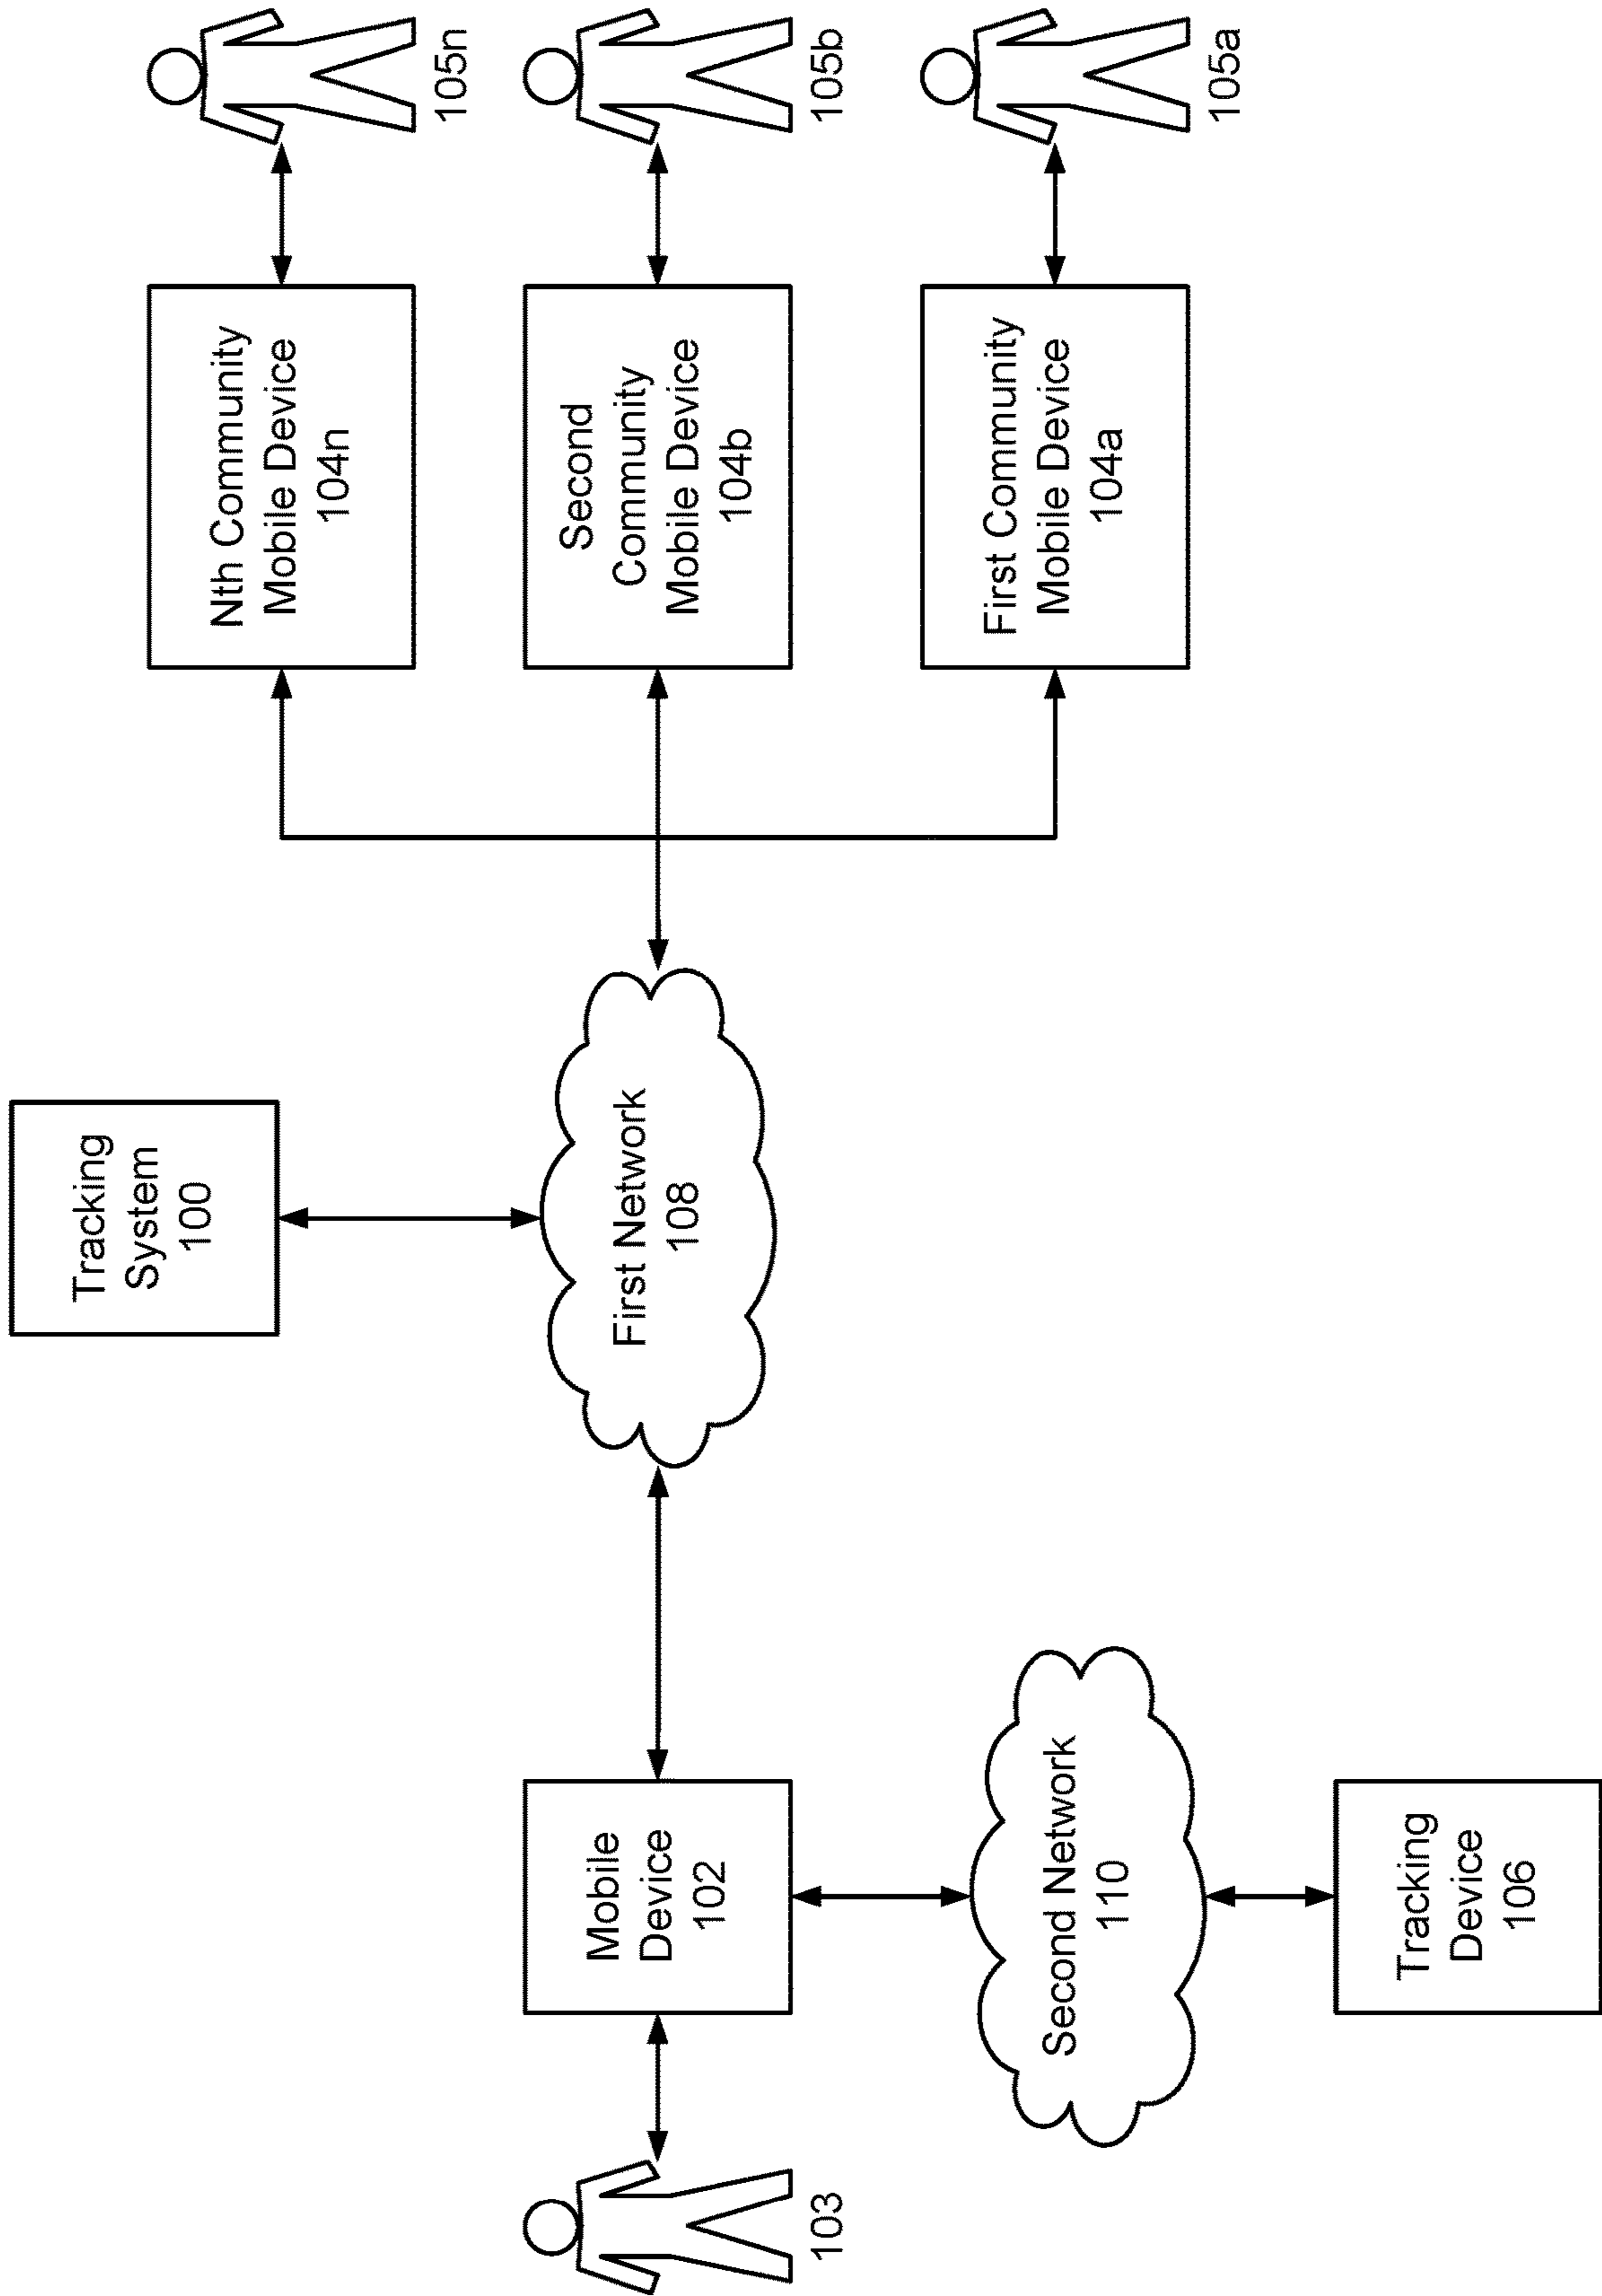 Tracking
System
100
Nth Community
Mobile Device
104n
105n
103
Mobile
Device
102
First Network
108
Second
Community
Mobile Device
104b
105b
Second Network
110
First Community
Mobile Device
104a
105a
Tracking
Device
106